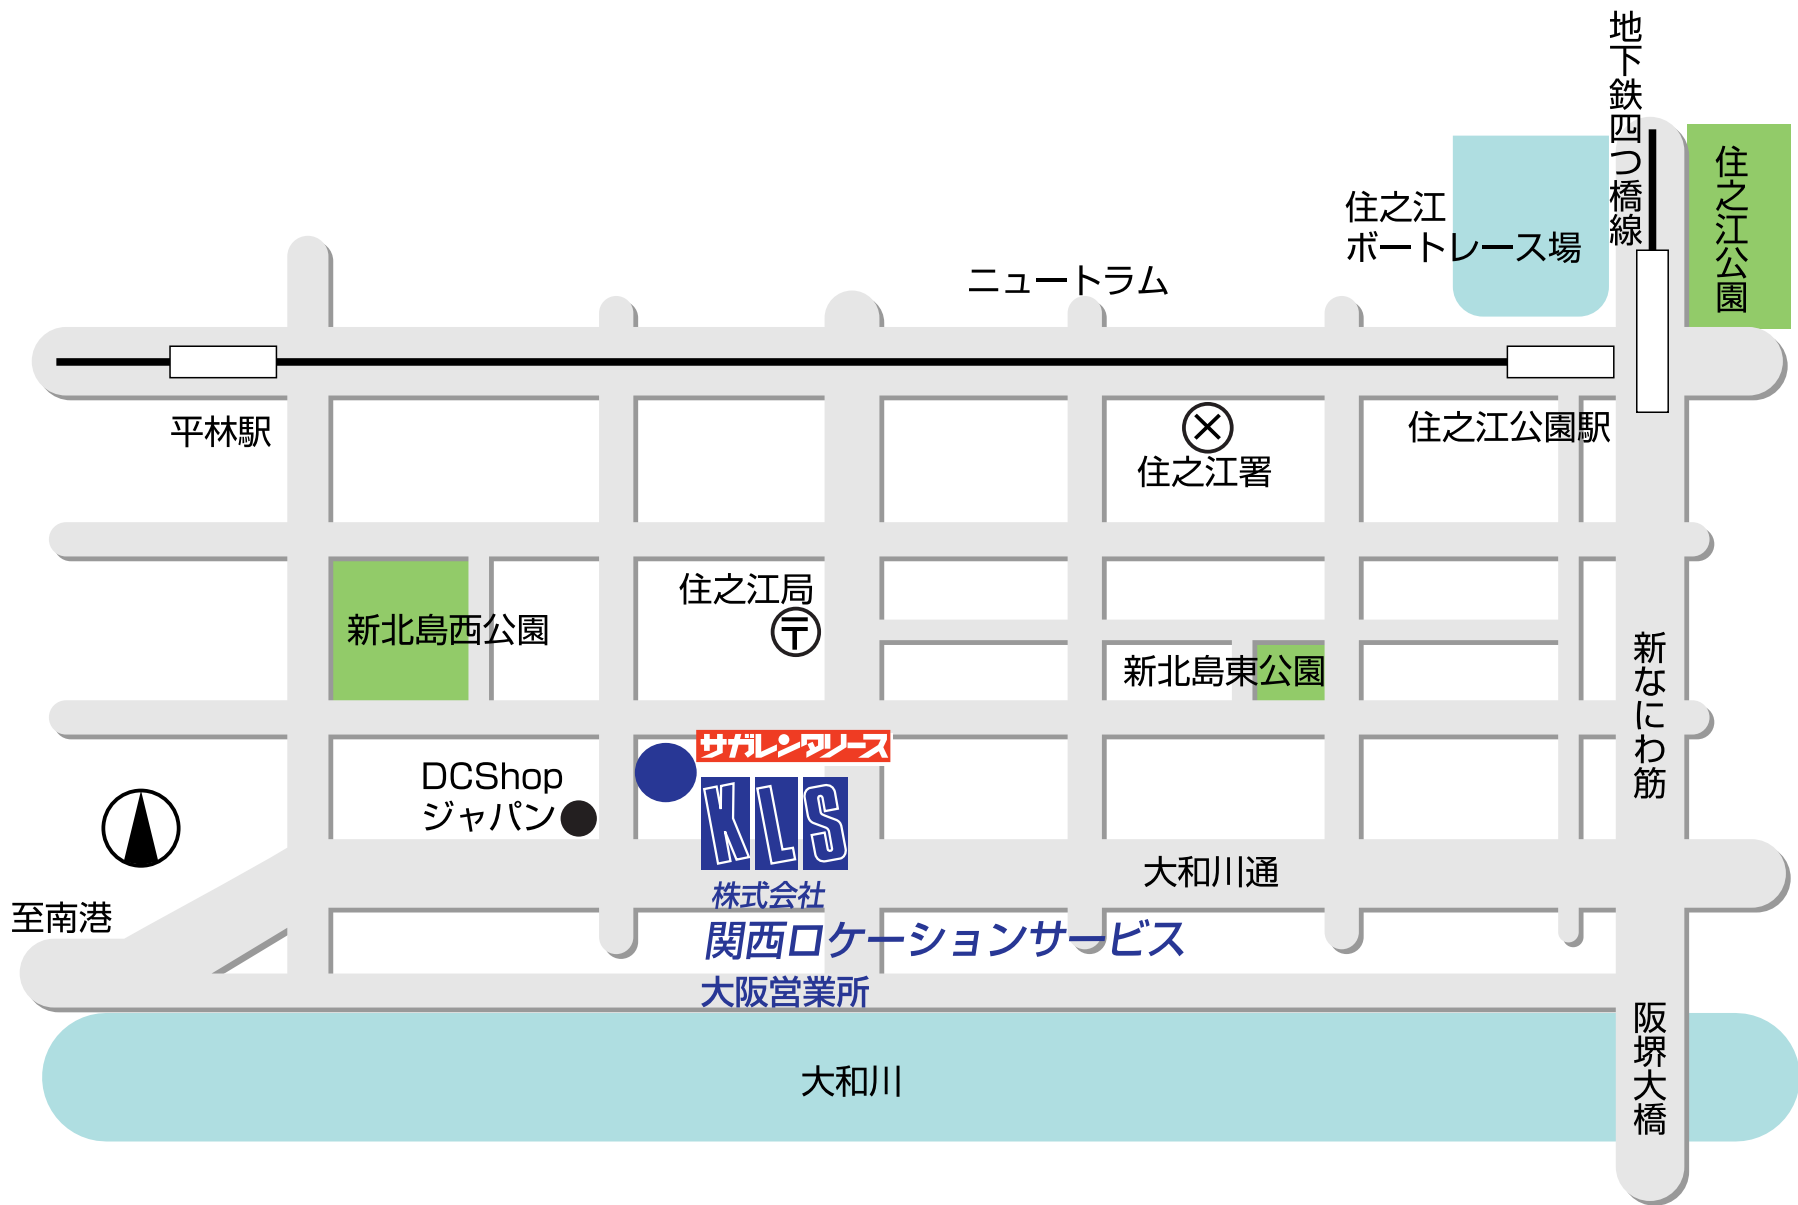 地下鉄四つ橋線
住之江公園
住之江
ボートレース場
ニュートラム
平林駅
住之江公園駅
住之江署
住之江局
新北島西公園
新北島東公園
新なにわ筋
サガレンタリース
DCShop
ジャパン
KLS
大和川通
株式会社
至南港
関西ロケーションサービス
大阪営業所
阪堺大橋
大和川